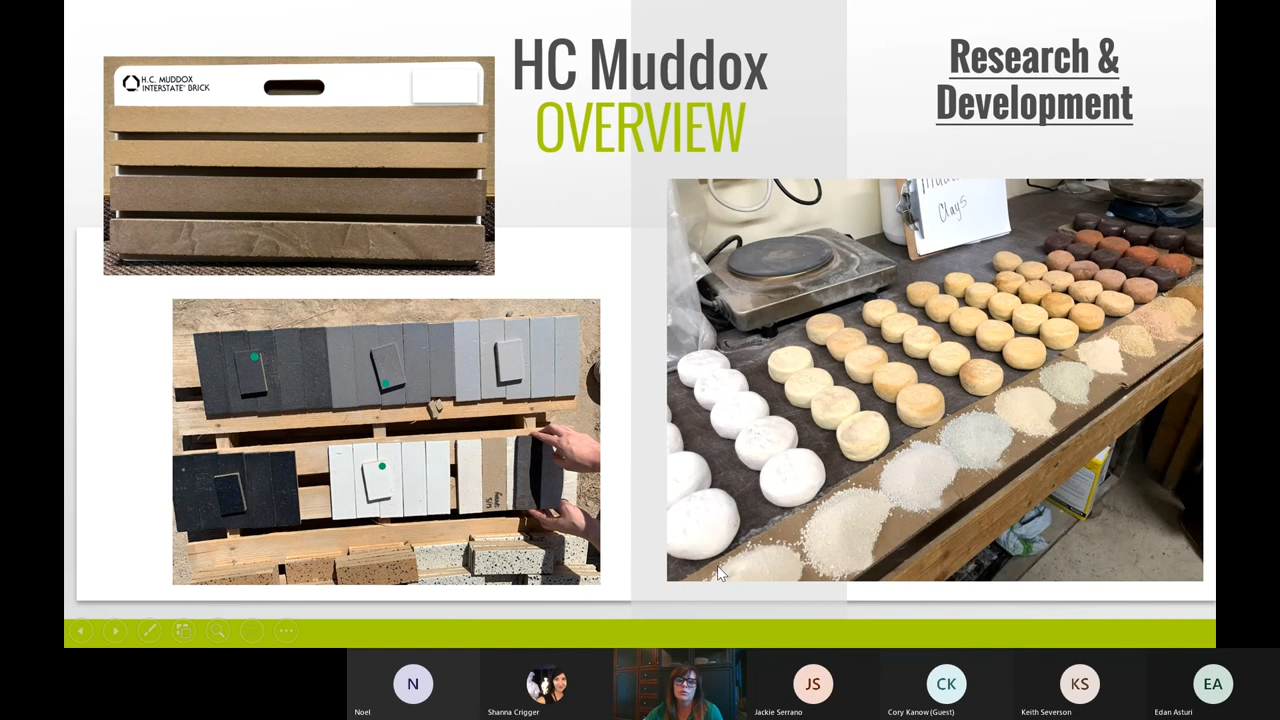 H.C. MUDDOX
INTERSTATE® BRICK
HC Muddox
OVERVIEW
Research &
Development
Clays
N
JS
CK
KS
EA
Noel
Shanna Crigger
Jackie Serrano
Cory Kanow (Guest)
Keith Severson
Edan Asturi